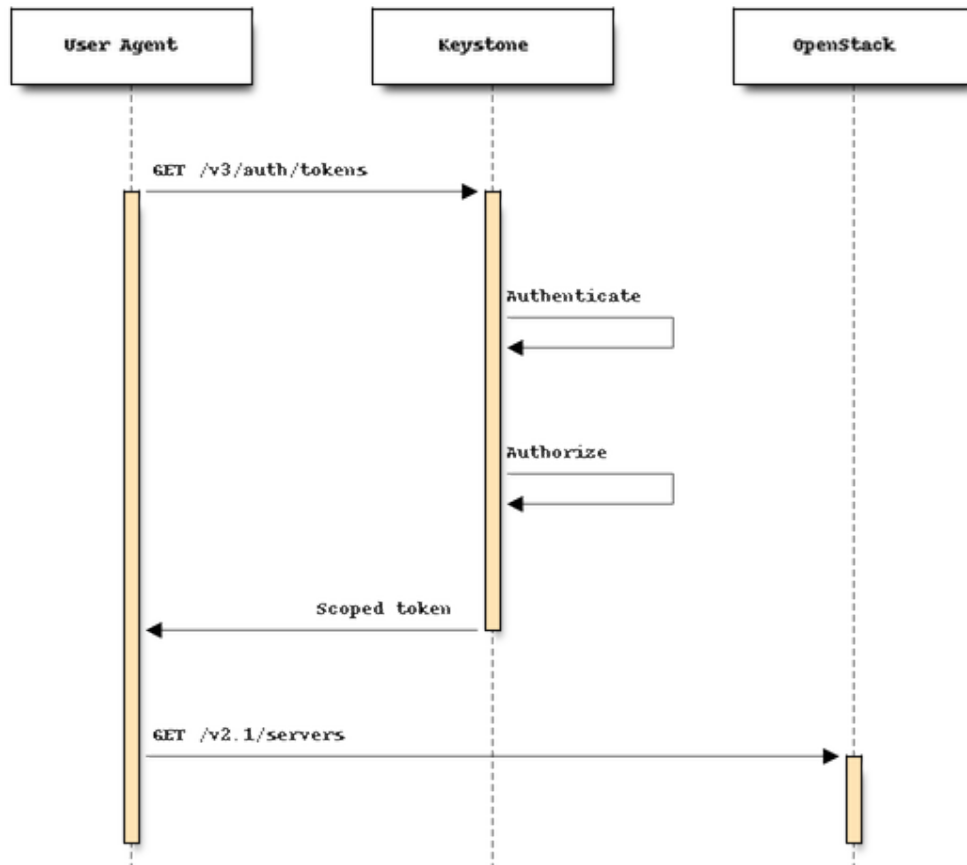 User Agent
Keystone
OpenStack
GET /v3/auth/tokens
Authenticate
Authorize
Scoped token
GET /v2.1/servers